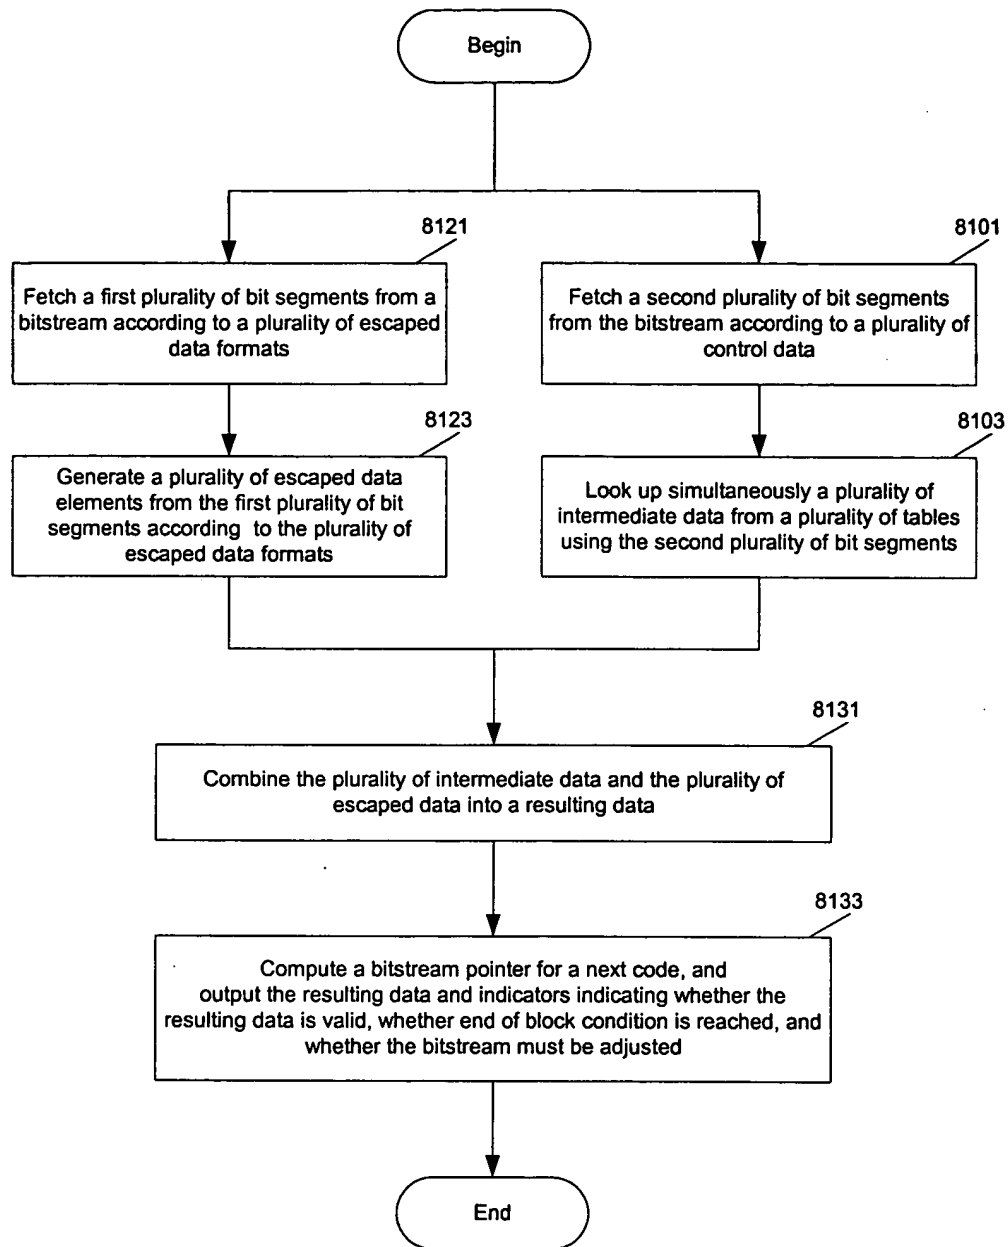 Begin
8121
Fetch a first plurality of bit segments from a
bitstream according to a plurality of escaped
data formats
8101
Fetch a second plurality of bit segments
from the bitstream according to a plurality of
control data
8123
Generate a plurality of escaped data
elements from the first plurality of bit
segments according to the plurality of
escaped data formats
8103
Look up simultaneously a plurality of
intermediate data from a plurality of tables
using the second plurality of bit segments
8131
Combine the plurality of intermediate data and the plurality of
escaped data into a resulting data
8133
Compute a bitstream pointer for a next code, and
output the resulting data and indicators indicating whether the
resulting data is valid, whether end of block condition is reached, and
whether the bitstream must be adjusted
End